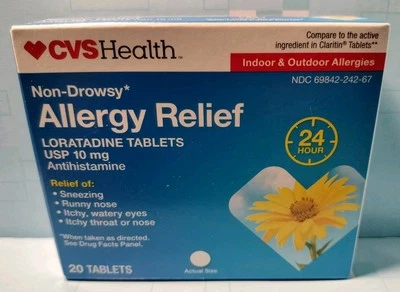 CVSHealth™
Compare to the active
ingredient in Claritin® Tablets**
Indoor & Outdoor Allergies
NDC 69842-242-67
Non-Drowsy*
Allergy Relief
LORATADINE TABLETS
USP 10 mg
Antihistamine
24
HOUR
Relief of:
• Sneezing
• Runny nose
• Itchy, watery eyes
• Itchy throat or nose
*When taken as directed.
See Drug Facts Panel.
20 TABLETS
Actual Size